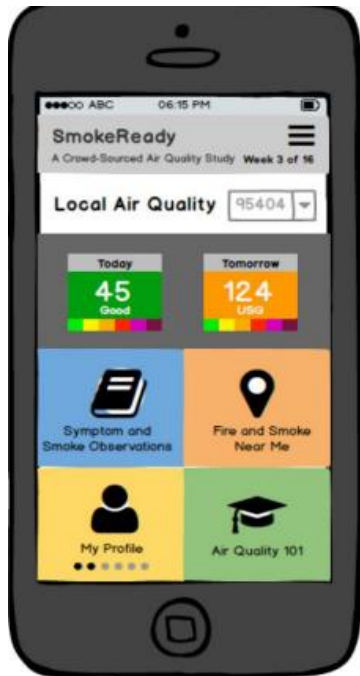 ABC 06:15 PM
SmokeReady
A Crowd-Sourced Air Quality Study Week 3 of 16
Local Air Quality 95404
Today Tomorrow
45 124
Good USG
Symptom and
Smoke Observations
Fire and Smoke
Near Me
My Profile
Air Quality 101